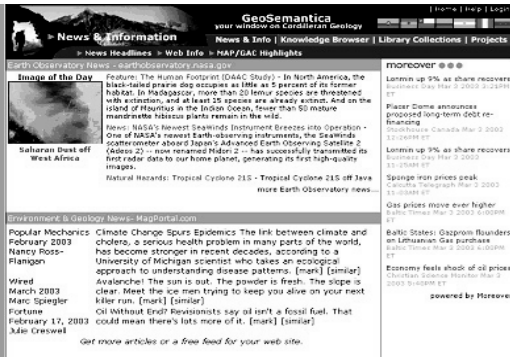 Home | Help | Login
GeoSemantica
your window on Cordilleran Geology
News & Information
News & Info | Knowledge Browser | Library Collections | Projects
News Headlines Web Info MAP/GAC Highlights
Earth Observatory News - earthobservatory.nasa.gov
Image of the Day
Saharan Dust off
West Africa
Feature: The Human Footprint (DAAC Study) - In North America, the
black-tailed prairie dog occupies as little as 5 percent of its former
habitat. In Madagascar, more than 20 lemur species are threatened
with extinction, and at least 15 species are already extinct. And on the
island of Mauritius in the Indian Ocean, fewer than 50 mature
mandrinette hibiscus plants remain in the wild.
News: NASA's Newest SeaWinds Instrument Breezes into Operation -
One of NASA's newest Earth-observing instruments, the SeaWinds
scatterometer aboard Japan's Advanced Earth Observing Satellite 2
(Adeos 2) -- now renamed Midori 2 -- has successfully transmitted its
first radar data to our home planet, generating its first high-quality
images.
Natural Hazards: Tropical Cyclone 21S - Tropical Cyclone 21S off Java
more Earth Observatory news...
Environment & Geology News- MagPortal.com
Popular Mechanics
February 2003
Nancy Ross-
Flanigan
Climate Change Spurs Epidemics The link between climate and
cholera, a serious health problem in many parts of the world,
has become stronger in recent decades, according to a
University of Michigan scientist who takes an ecological
approach to understanding disease patterns. [mark] [similar]
Wired
March 2003
Marc Spiegler
Avalanche! The sun is out. The powder is fresh. The slope is
clear. Meet the ice men trying to keep you alive on your next
killer run. [mark] [similar]
Fortune
February 17, 2003
Julie Creswell
Oil Without End? Revisionists say oil isn't a fossil fuel. That
could mean there's lots more of it. [mark] [similar]
Get more articles or a free feed for your web site.
moreover
Lonmin up 9% as share recovers
Business Day Mar 3 2003 3:21PM
ET
Placer Dome announces
proposed long-term debt re-
financing
Stockhouse Canada Mar 3 2003
12:26PM ET
Lonmin up 9% as share recovers
Business Day Mar 3 2003
11:25AM ET
Sponge iron prices peak
Calcutta Telegraph Mar 3 2003
ET
Gas prices move ever higher
Baltic Times Mar 3 2003 6:00PM
ET
Baltic States: Gazprom flounders
on Lithuanian Gas purchase
Baltic Times Mar 3 2003 6:00PM
ET
Economy feels shock of oil prices
Christian Science Monitor Mar 3
2003 5:40PM ET
powered by Moreover